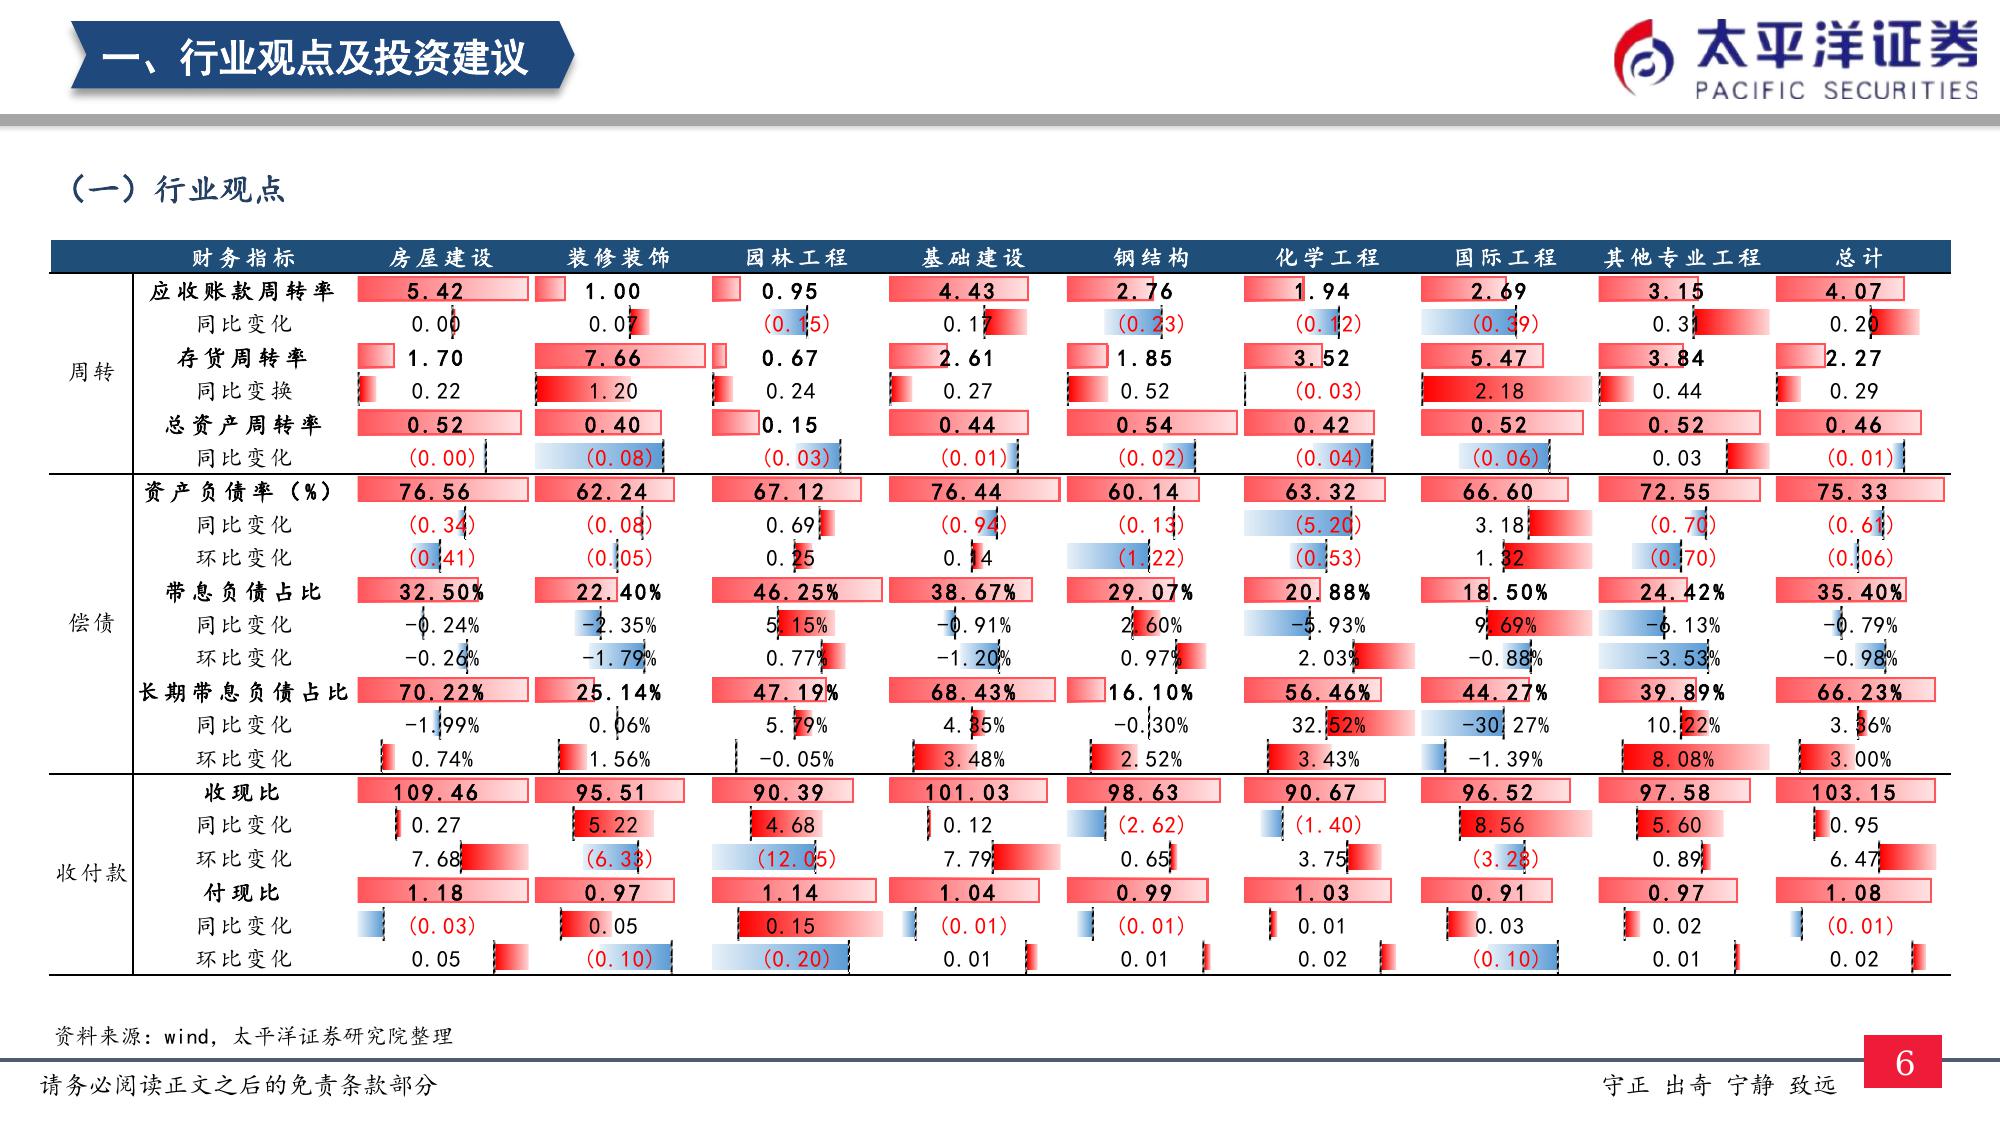 一、行业观点及投资建议
太平洋证券
PACIFIC SECURITIES
（一）行业观点
财务指标 房屋建设 装修装饰 园林工程 基础建设 钢结构 化学工程 国际工程 其他专业工程 总计
周转
应收账款周转率 5.42 1.00 0.95 4.43 2.76 1.94 2.69 3.15 4.07
同比变化 0.00 0.07 (0.15) 0.17 (0.23) (0.12) (0.39) 0.31 0.20
存货周转率 1.70 7.66 0.67 2.61 1.85 3.52 5.47 3.84 2.27
同比变换 0.22 1.20 0.24 0.27 0.52 (0.03) 2.18 0.44 0.29
总资产周转率 0.52 0.40 0.15 0.44 0.54 0.42 0.52 0.52 0.46
同比变化 (0.00) (0.08) (0.03) (0.01) (0.02) (0.04) (0.06) 0.03 (0.01)
偿债
资产负债率（%） 76.56 62.24 67.12 76.44 60.14 63.32 66.60 72.55 75.33
同比变化 (0.34) (0.08) 0.69 (0.94) (0.13) (5.20) 3.18 (0.70) (0.61)
环比变化 (0.41) (0.05) 0.25 0.14 (1.22) (0.53) 1.32 (0.70) (0.06)
带息负债占比 32.50% 22.40% 46.25% 38.67% 29.07% 20.88% 18.50% 24.42% 35.40%
同比变化 -0.24% -2.35% 5.15% -0.91% 2.60% -5.93% 9.69% -6.13% -0.79%
环比变化 -0.26% -1.79% 0.77% -1.20% 0.97% 2.03% -0.88% -3.53% -0.98%
长期带息负债占比 70.22% 25.14% 47.19% 68.43% 16.10% 56.46% 44.27% 39.89% 66.23%
同比变化 -1.99% 0.06% 5.79% 4.35% -0.30% 32.52% -30.27% 10.22% 3.36%
环比变化 0.74% 1.56% -0.05% 3.48% 2.52% 3.43% -1.39% 8.08% 3.00%
收付款
收现比 109.46 95.51 90.39 101.03 98.63 90.67 96.52 97.58 103.15
同比变化 0.27 5.22 4.68 0.12 (2.62) (1.40) 8.56 5.60 0.95
环比变化 7.68 (6.33) (12.05) 7.79 0.65 3.75 (3.28) 0.89 6.47
付现比 1.18 0.97 1.14 1.04 0.99 1.03 0.91 0.97 1.08
同比变化 (0.03) 0.05 0.15 (0.01) (0.01) 0.01 0.03 0.02 (0.01)
环比变化 0.05 (0.10) (0.20) 0.01 0.01 0.02 (0.10) 0.01 0.02
资料来源：wind，太平洋证券研究院整理
请务必阅读正文之后的免责条款部分
守正 出奇 宁静 致远
6